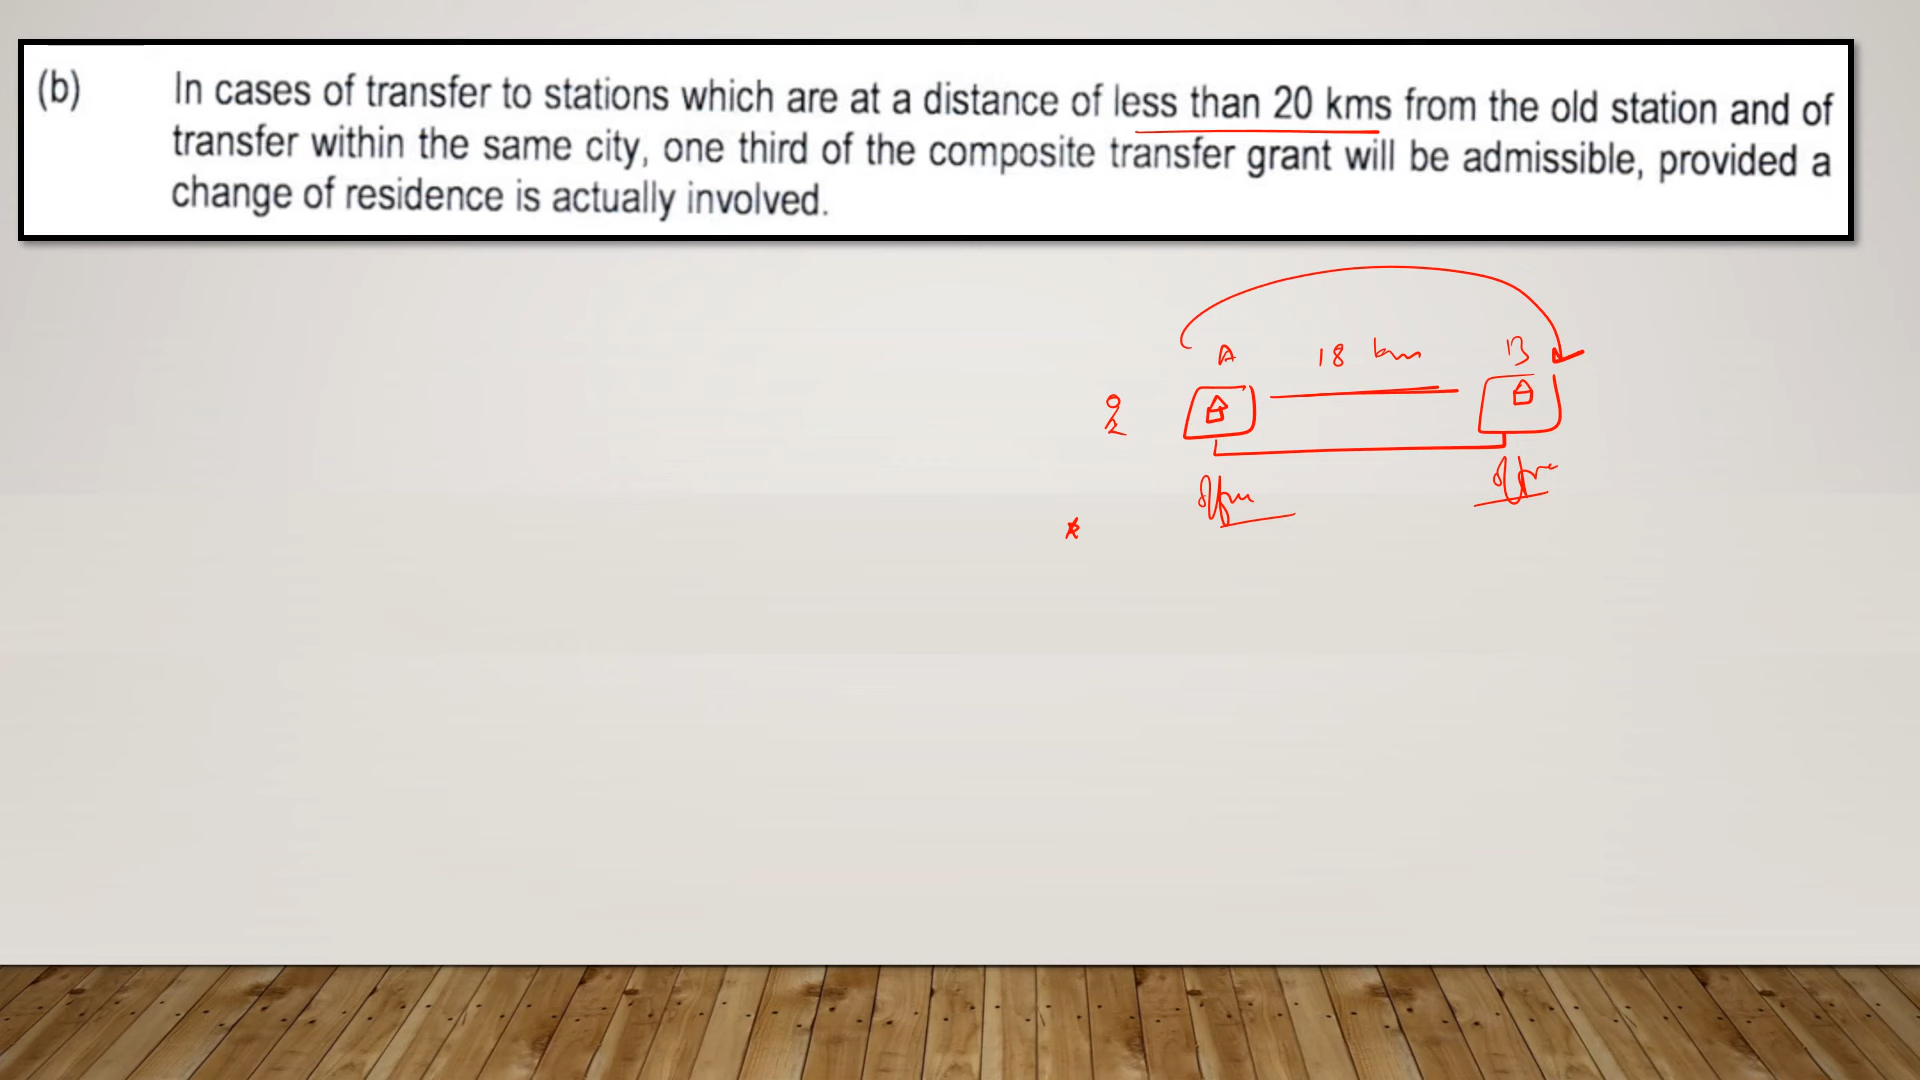 (b) In cases of transfer to stations which are at a distance of less than 20 kms from the old station and of
transfer within the same city, one third of the composite transfer grant will be admissible, provided a
change of residence is actually involved.
A 18 km B